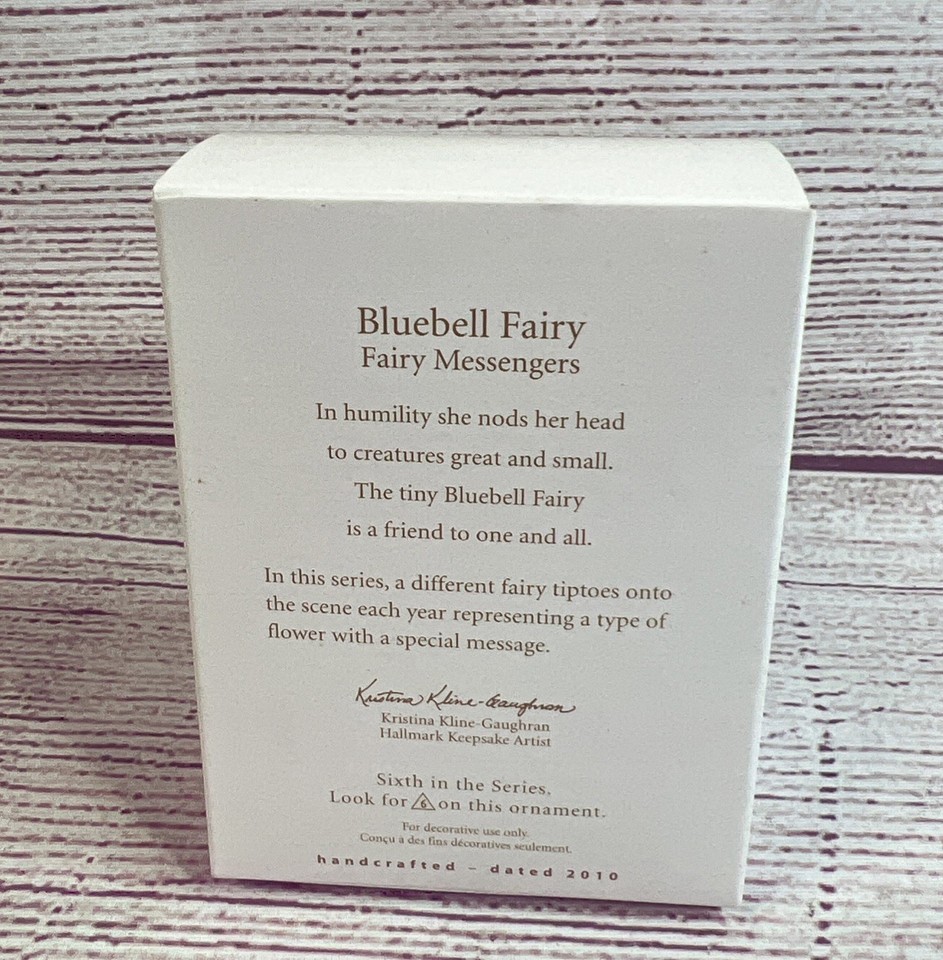 Bluebell Fairy
Fairy Messengers
In humility she nods her head
to creatures great and small.
The tiny Bluebell Fairy
is a friend to one and all.
In this series, a different fairy tiptoes onto
the scene each year representing a type of
flower with a special message.
Kristina Kline-Gaughran
Kristina Kline-Gaughran
Hallmark Keepsake Artist
Sixth in the Series,
Look for 6 on this ornament.
For decorative use only.
Conçu à des fins décoratives seulement.
handcrafted – dated 2010